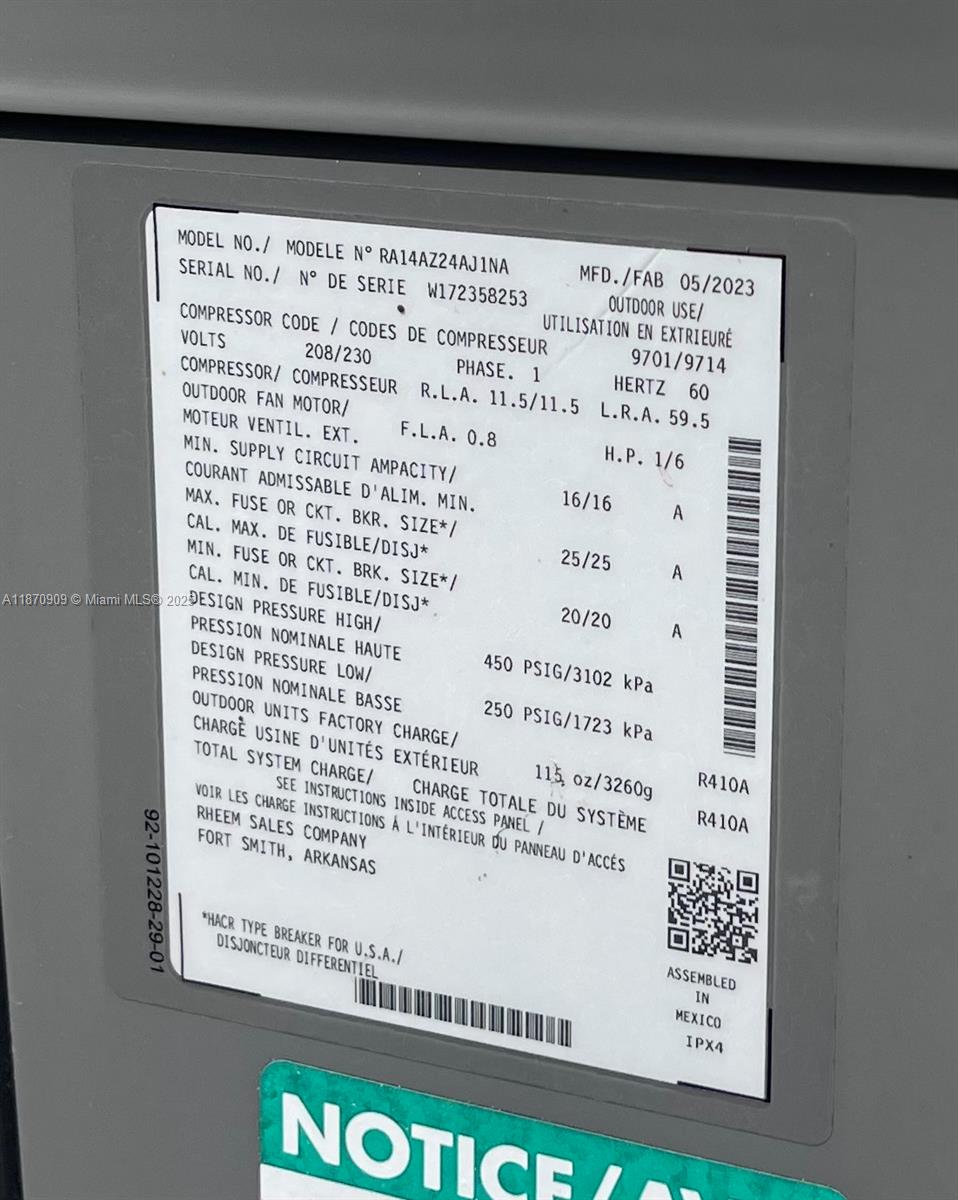 MODEL NO./ MODELE N° RA14AZ24AJ1NA MFD./FAB 05/2023
SERIAL NO./ N° DE SERIE W172358253 OUTDOOR USE/
UTILISATION EN EXTRIEURÉ
COMPRESSOR CODE / CODES DE COMPRESSEUR 9701/9714
VOLTS 208/230 PHASE. 1 HERTZ 60
COMPRESSOR/ COMPRESSEUR R.L.A. 11.5/11.5 L.R.A. 59.5
OUTDOOR FAN MOTOR/
MOTEUR VENTIL. EXT. F.L.A. 0.8 H.P. 1/6
MIN. SUPPLY CIRCUIT AMPACITY/
COURANT ADMISSABLE D'ALIM. MIN. 16/16 A
MAX. FUSE OR CKT. BKR. SIZE*/
CAL. MAX. DE FUSIBLE/DISJ* 25/25 A
MIN. FUSE OR CKT. BRK. SIZE*/
CAL. MIN. DE FUSIBLE/DISJ* 20/20 A
DESIGN PRESSURE HIGH/
PRESSION NOMINALE HAUTE 450 PSIG/3102 kPa
DESIGN PRESSURE LOW/
PRESSION NOMINALE BASSE 250 PSIG/1723 kPa
OUTDOOR UNITS FACTORY CHARGE/
CHARGE USINE D'UNITÉS EXTÉRIEUR 115 oz/3260g R410A
TOTAL SYSTEM CHARGE/ CHARGE TOTALE DU SYSTÈME R410A
SEE INSTRUCTIONS INSIDE ACCESS PANEL /
VOIR LES CHARGE INSTRUCTIONS Á L'INTÉRIEUR DU PANNEAU D'ACCÉS
RHEEM SALES COMPANY
FORT SMITH, ARKANSAS
*HACR TYPE BREAKER FOR U.S.A./
DISJONCTEUR DIFFERENTIEL
ASSEMBLED
IN
MEXICO
IPX4
92-101228-29-01
NOTICE/AV
A11870909 © Miami MLS® 2025